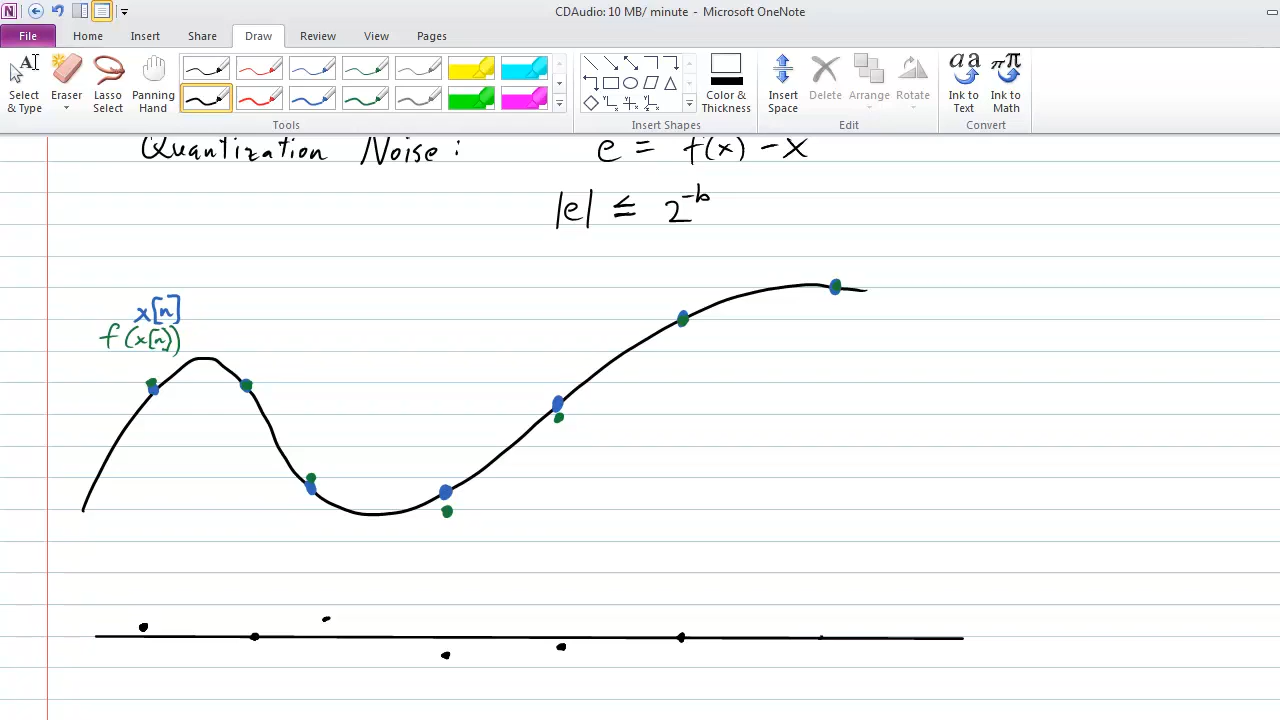 CDAudio: 10 MB/ minute - Microsoft OneNote
File Home Insert Share Draw Review View Pages
Select & Type Eraser Lasso Select Panning Hand Color & Thickness Insert Space Delete Arrange Rotate Ink to Text Ink to Math
Tools Insert Shapes Edit Convert
Quantization Noise: e = f(x) - x
|e| ≤ 2^-b
x[n]
f(x[n])